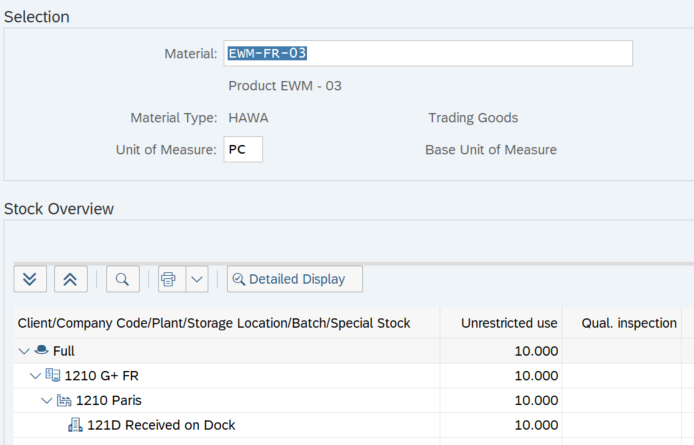 Selection
Material: EWM-FR-03
Product EWM - 03
Material Type: HAWA Trading Goods
Unit of Measure: PC Base Unit of Measure
Stock Overview
Detailed Display
Client/Company Code/Plant/Storage Location/Batch/Special Stock Unrestricted use Qual. inspection
Full 10.000
1210 G+ FR 10.000
1210 Paris 10.000
121D Received on Dock 10.000